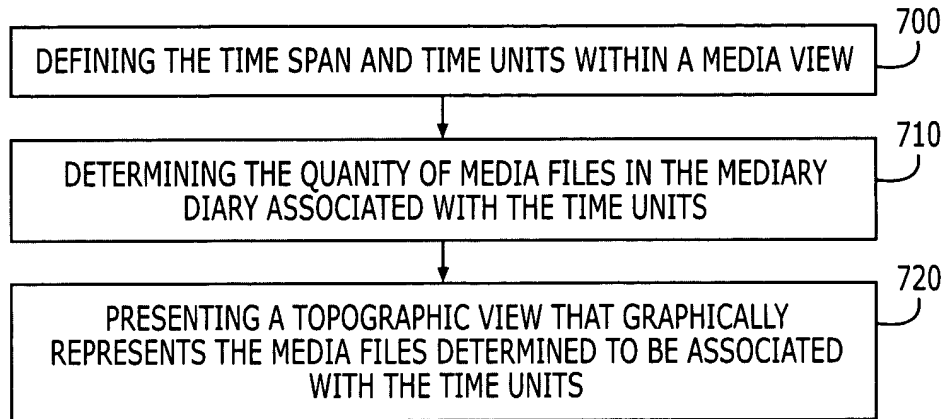 700
DEFINING THE TIME SPAN AND TIME UNITS WITHIN A MEDIA VIEW
710
DETERMINING THE QUANITY OF MEDIA FILES IN THE MEDIARY
DIARY ASSOCIATED WITH THE TIME UNITS
720
PRESENTING A TOPOGRAPHIC VIEW THAT GRAPHICALLY
REPRESENTS THE MEDIA FILES DETERMINED TO BE ASSOCIATED
WITH THE TIME UNITS